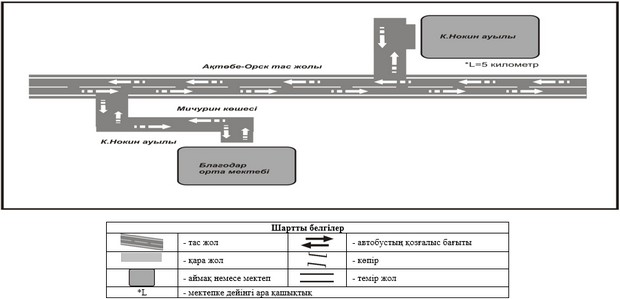 К.Нокин ауылы
Ақтөбе-Орск тас жолы
*L=5 километр
Мичурин көшесі
К.Нокин ауылы
Благодар
орта мектебі
Шартты белгілер
- тас жол - автобустың қозғалыс бағыты
- қара жол - көпір
- аймақ немесе мектеп - темір жол
*L - мектепке дейінгі ара қашықтық